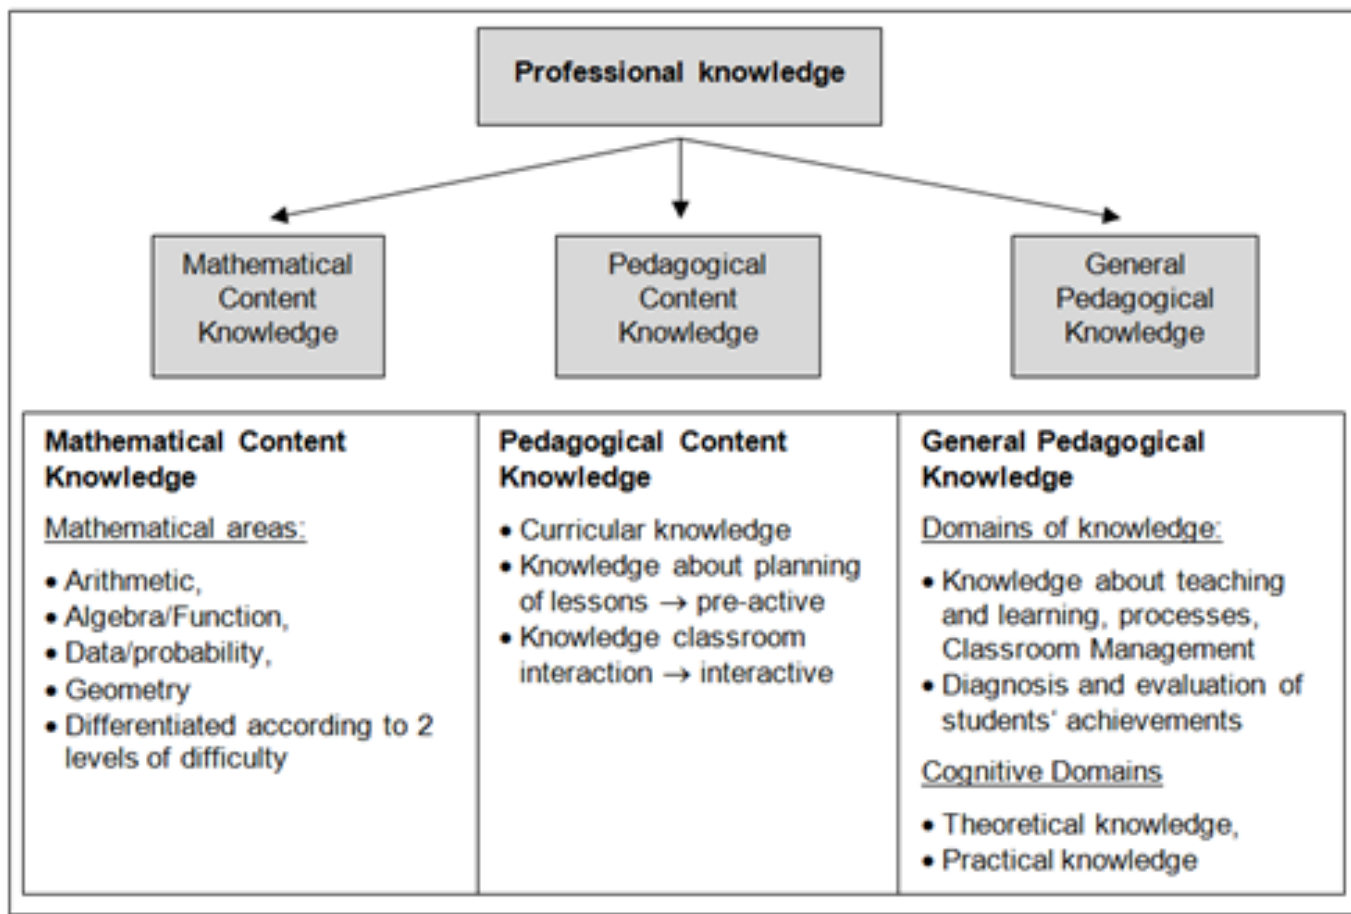 Professional knowledge
Mathematical
Content
Knowledge
Pedagogical
Content
Knowledge
General
Pedagogical
Knowledge
Mathematical Content
Knowledge
Mathematical areas:
• Arithmetic,
• Algebra/Function,
• Data/probability,
• Geometry
• Differentiated according to 2
levels of difficulty
Pedagogical Content
Knowledge
• Curricular knowledge
• Knowledge about planning
of lessons → pre-active
• Knowledge classroom
interaction → interactive
General Pedagogical
Knowledge
Domains of knowledge:
• Knowledge about teaching
and learning, processes,
Classroom Management
• Diagnosis and evaluation of
students‘ achievements
Cognitive Domains
• Theoretical knowledge,
• Practical knowledge